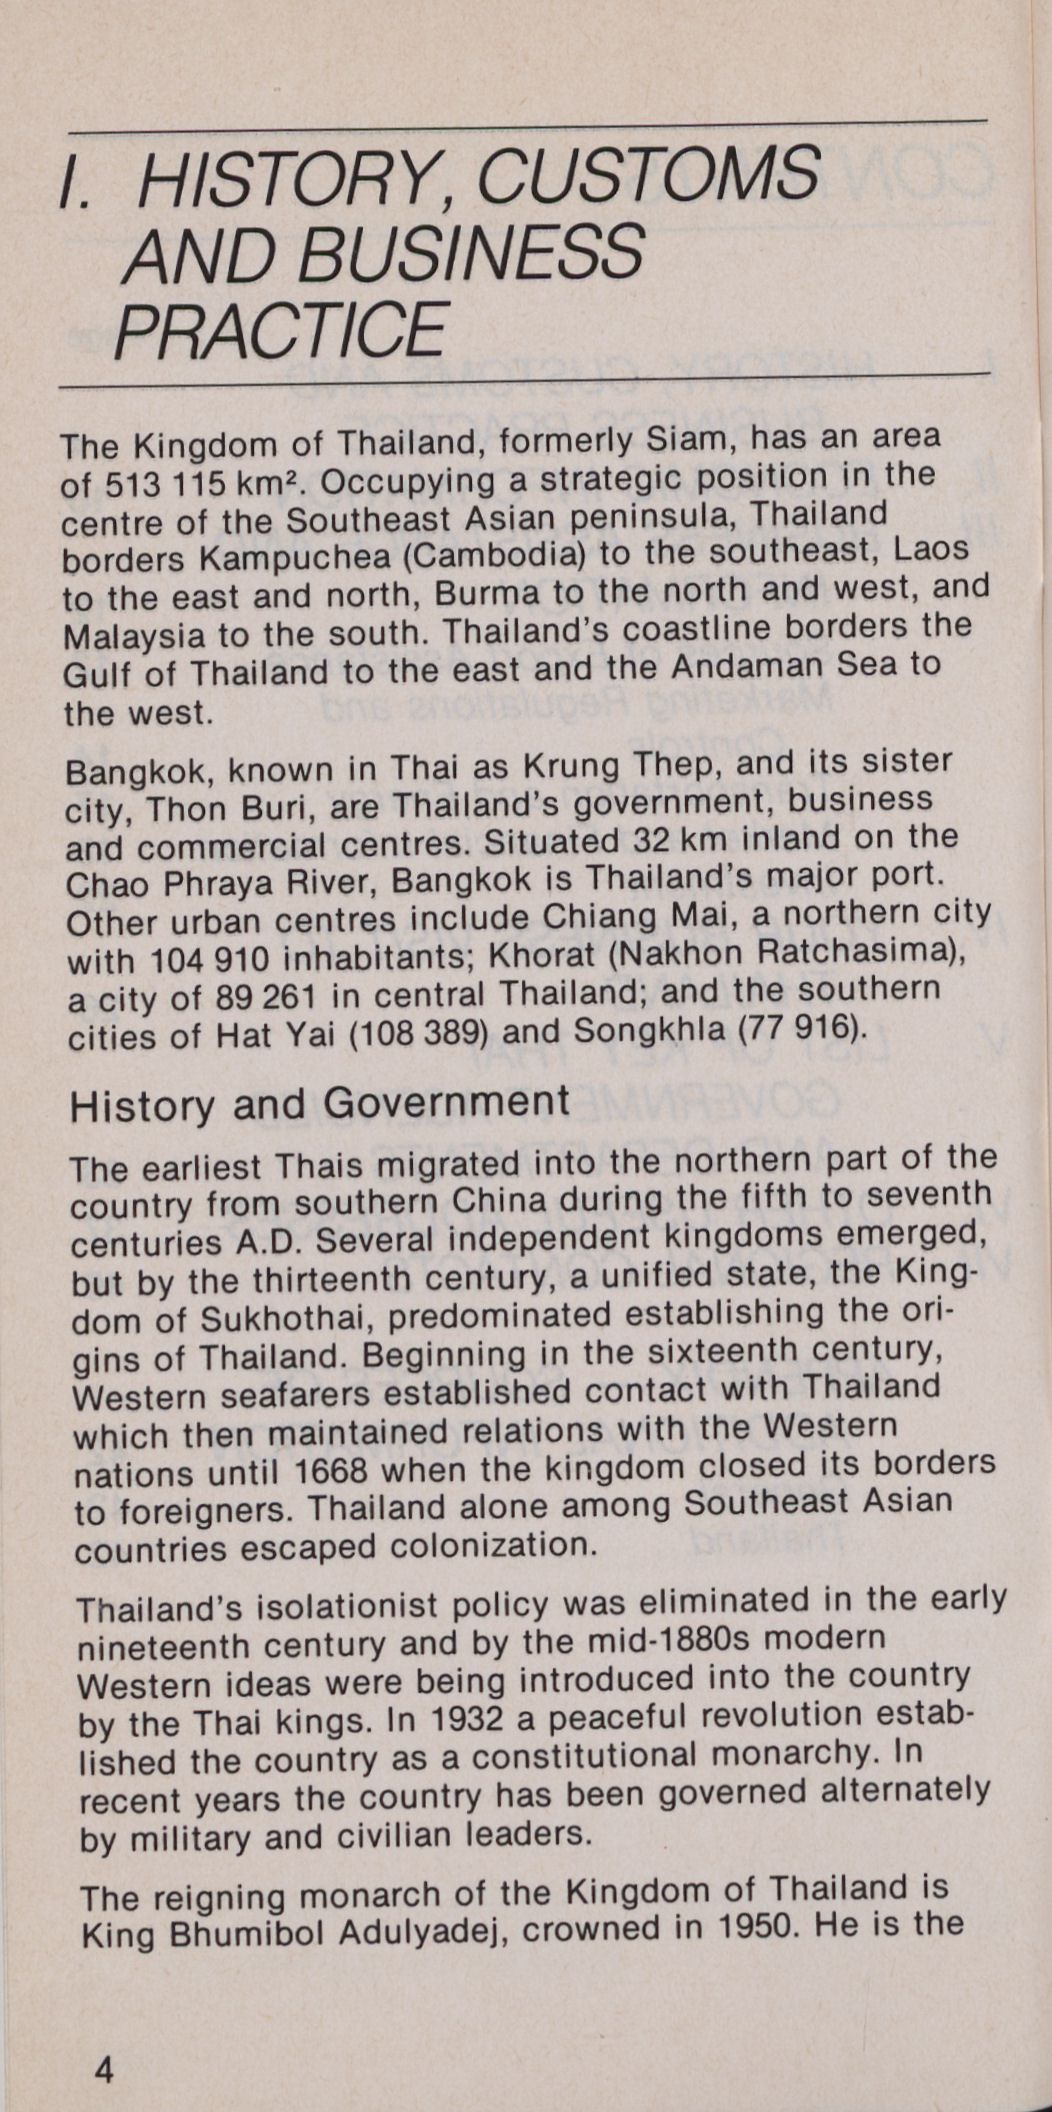 I. HISTORY, CUSTOMS
AND BUSINESS
PRACTICE
The Kingdom of Thailand, formerly Siam, has an area
of 513 115 km². Occupying a strategic position in the
centre of the Southeast Asian peninsula, Thailand
borders Kampuchea (Cambodia) to the southeast, Laos
to the east and north, Burma to the north and west, and
Malaysia to the south. Thailand's coastline borders the
Gulf of Thailand to the east and the Andaman Sea to
the west.
Bangkok, known in Thai as Krung Thep, and its sister
city, Thon Buri, are Thailand's government, business
and commercial centres. Situated 32 km inland on the
Chao Phraya River, Bangkok is Thailand's major port.
Other urban centres include Chiang Mai, a northern city
with 104 910 inhabitants; Khorat (Nakhon Ratchasima),
a city of 89 261 in central Thailand; and the southern
cities of Hat Yai (108 389) and Songkhla (77 916).
History and Government
The earliest Thais migrated into the northern part of the
country from southern China during the fifth to seventh
centuries A.D. Several independent kingdoms emerged,
but by the thirteenth century, a unified state, the King-
dom of Sukhothai, predominated establishing the ori-
gins of Thailand. Beginning in the sixteenth century,
Western seafarers established contact with Thailand
which then maintained relations with the Western
nations until 1668 when the kingdom closed its borders
to foreigners. Thailand alone among Southeast Asian
countries escaped colonization.
Thailand's isolationist policy was eliminated in the early
nineteenth century and by the mid-1880s modern
Western ideas were being introduced into the country
by the Thai kings. In 1932 a peaceful revolution estab-
lished the country as a constitutional monarchy. In
recent years the country has been governed alternately
by military and civilian leaders.
The reigning monarch of the Kingdom of Thailand is
King Bhumibol Adulyadej, crowned in 1950. He is the
4